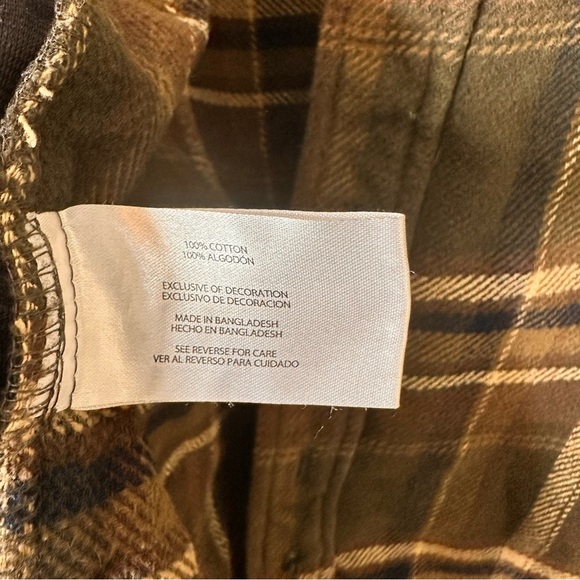 100% COTTON
100% ALGODÓN
EXCLUSIVE OF DECORATION
EXCLUSIVO DE DECORACION
MADE IN BANGLADESH
HECHO EN BANGLADESH
SEE REVERSE FOR CARE
VER AL REVERSO PARA CUIDADO